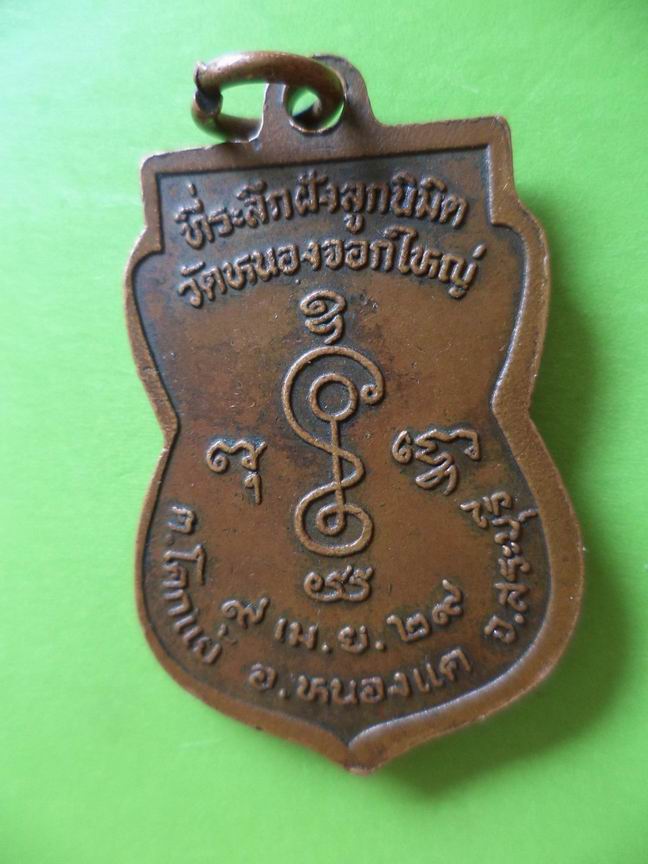 ที่ระลึกฝังลูกนิมิต
วัดหนองจอกใหญ่
๙ เม.ย.๒๙
ต.โคกแย้ อ.หนองแค จ.สระบุรี